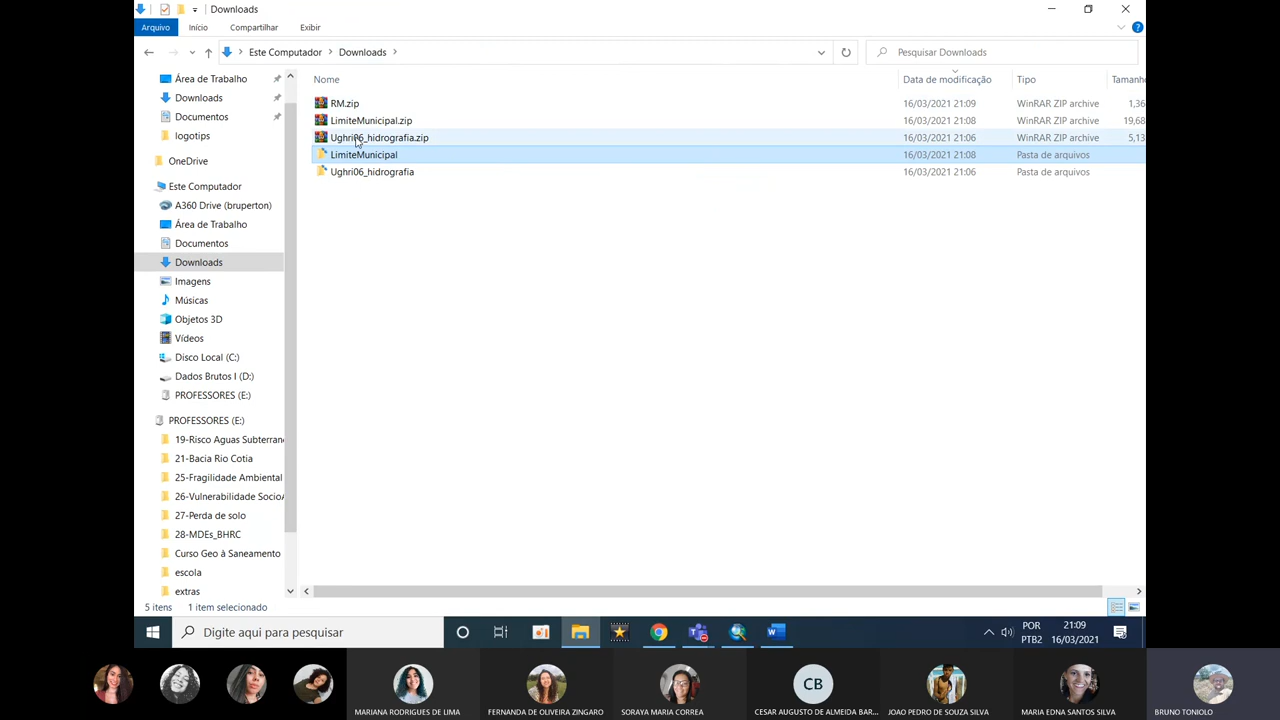 Downloads
Arquivo Início Compartilhar Exibir
Este Computador Downloads
Pesquisar Downloads
Nome Data de modificação Tipo Tamanho
RM.zip 16/03/2021 21:09 WinRAR ZIP archive 1,36
LimiteMunicipal.zip 16/03/2021 21:08 WinRAR ZIP archive 19,68
Ughri06_hidrografia.zip 16/03/2021 21:06 WinRAR ZIP archive 5,13
LimiteMunicipal 16/03/2021 21:08 Pasta de arquivos
Ughri06_hidrografia 16/03/2021 21:06 Pasta de arquivos
Área de Trabalho
Downloads
Documentos
logotips
OneDrive
Este Computador
A360 Drive (bruperton)
Área de Trabalho
Documentos
Downloads
Imagens
Músicas
Objetos 3D
Vídeos
Disco Local (C:)
Dados Brutos I (D:)
PROFESSORES (E:)
PROFESSORES (E:)
19-Risco Aguas Subterran
21-Bacia Rio Cotia
25-Fragilidade Ambiental
26-Vulnerabilidade Socio
27-Perda de solo
28-MDEs_BHRC
Curso Geo à Saneamento
escola
extras
5 itens 1 item selecionado
Digite aqui para pesquisar
POR
PTB2
21:09
16/03/2021
CB
MARIANA RODRIGUES DE LIMA
FERNANDA DE OLIVEIRA ZINGARO
SORAYA MARIA CORREA
CESAR AUGUSTO DE ALMEIDA BAR...
JOAO PEDRO DE SOUZA SILVA
MARIA EDNA SANTOS SILVA
BRUNO TONIOLO